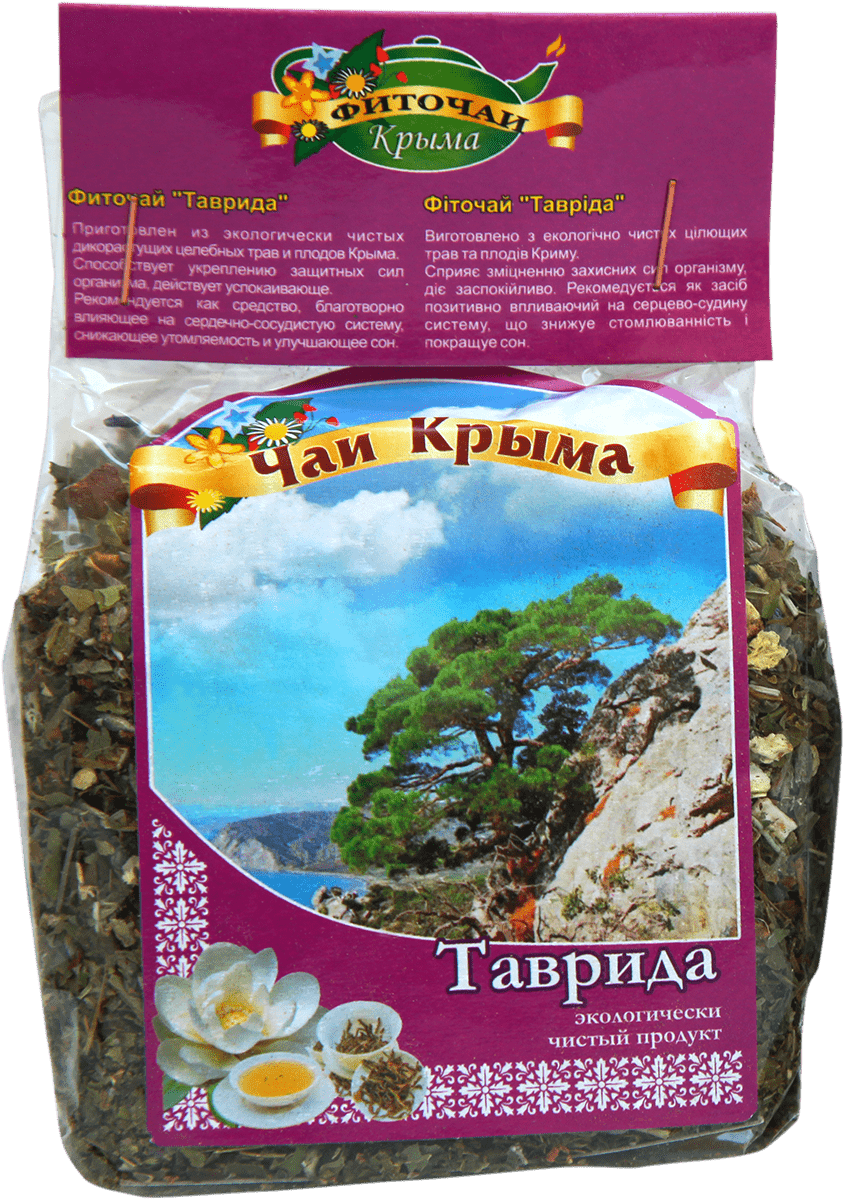 ФИТОЧАИ
Крыма
Фиточай "Таврида"
Приготовлен из экологически чистых
дикорастущих целебных трав и плодов Крыма.
Способствует укреплению защитных сил
организма, действует успокаивающе.
Рекомендуется как средство, благотворно
влияющее на сердечно-сосудистую систему,
снижающее утомляемость и улучшающее сон.
Фіточай "Тавріда"
Виготовлено з екологічно чистих цілющих
трав та плодів Криму.
Сприяє зміцненню захисних сил організму,
діє заспокійливо. Рекомедується як засіб
позитивно впливаючий на серцево-судину
систему, що знижує стомлюванність і
покращує сон.
Чаи Крыма
Таврида
экологически
чистый продукт